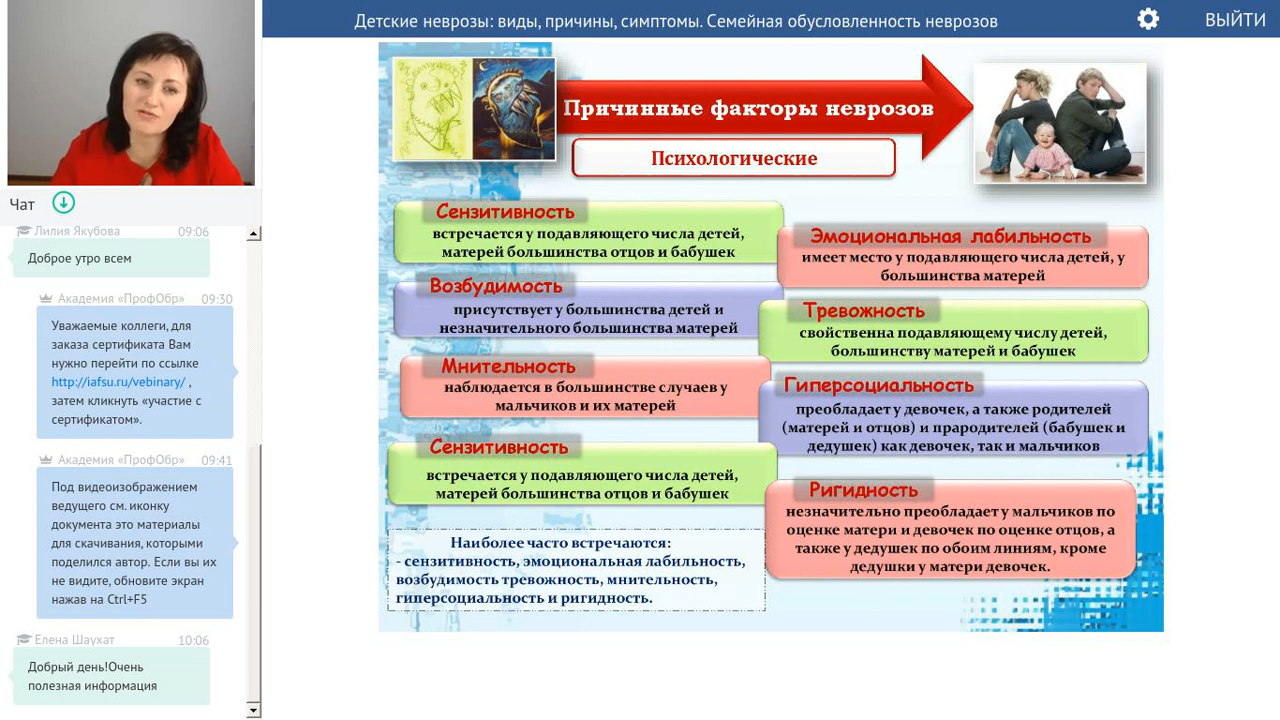 Детские неврозы: виды, причины, симптомы. Семейная обусловленность неврозов
ВЫЙТИ
Чат
Лилия Якубова 09:06
Доброе утро всем
Академия «ПрофОбр» 09:30
Уважаемые коллеги, для
заказа сертификата Вам
нужно перейти по ссылке
http://iafsu.ru/vebinary/ ,
затем кликнуть «участие с
сертификатом».
Академия «ПрофОбр» 09:41
Под видеоизображением
ведущего см. иконку
документа это материалы
для скачивания, которыми
поделился автор. Если вы их
не видите, обновите экран
нажав на Ctrl+F5
Елена Шаухат 10:06
Добрый день!Очень
полезная информация
Причинные факторы неврозов
Психологические
Сензитивность
встречается у подавляющего числа детей,
матерей большинства отцов и бабушек
Эмоциональная лабильность
имеет место у подавляющего числа детей, у
большинства матерей
Возбудимость
присутствует у большинства детей и
незначительного большинства матерей
Тревожность
свойственна подавляющему числу детей,
большинству матерей и бабушек
Мнительность
наблюдается в большинстве случаев у
мальчиков и их матерей
Гиперсоциальность
преобладает у девочек, а также родителей
(матерей и отцов) и прародителей (бабушек и
дедушек) как девочек, так и мальчиков
Сензитивность
встречается у подавляющего числа детей,
матерей большинства отцов и бабушек
Ригидность
незначительно преобладает у мальчиков по
оценке матери и девочек по оценке отцов, а
также у дедушек по обоим линиям, кроме
дедушки у матери девочек.
Наиболее часто встречаются:
- сензитивность, эмоциональная лабильность,
возбудимость тревожность, мнительность,
гиперсоциальность и ригидность.